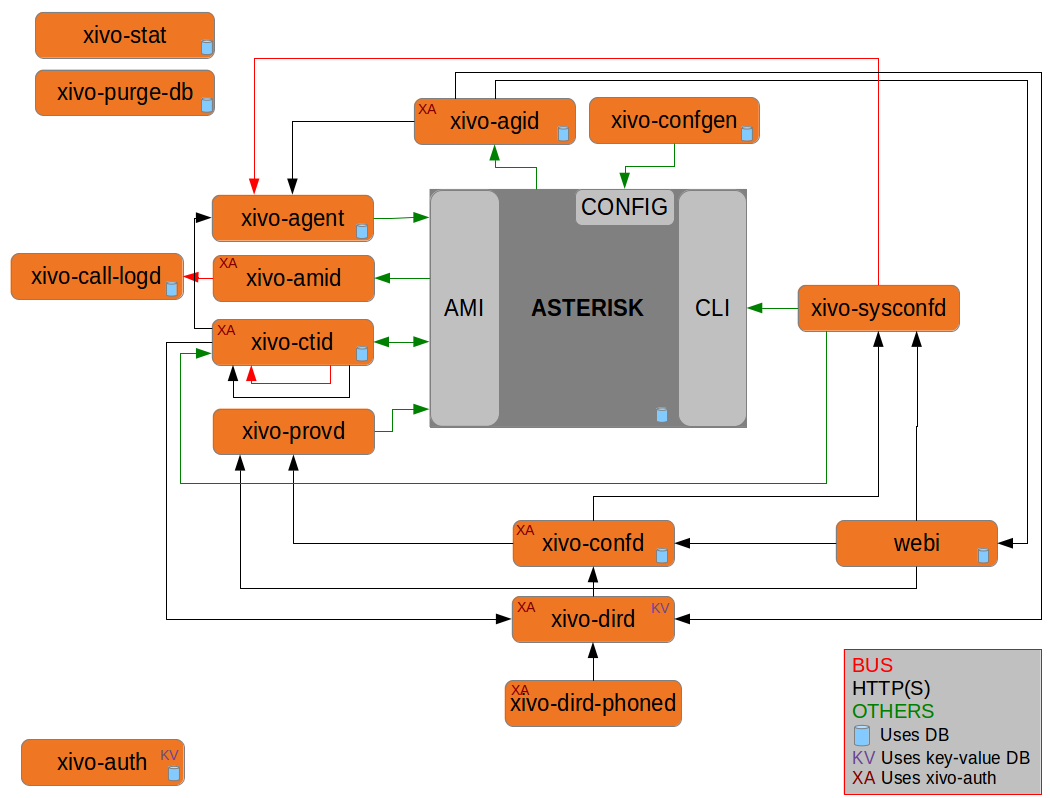 xivo-stat
xivo-purge-db
XA
xivo-agid
xivo-confgen
xivo-agent
CONFIG
xivo-call-logd
XA
xivo-amid
AMI
ASTERISK
CLI
xivo-sysconfd
XA
xivo-ctid
xivo-provd
XA
xivo-confd
webi
XA
xivo-dird
KV
XA
xivo-dird-phoned
xivo-auth
KV
BUS
HTTP(S)
OTHERS
Uses DB
KV Uses key-value DB
XA Uses xivo-auth